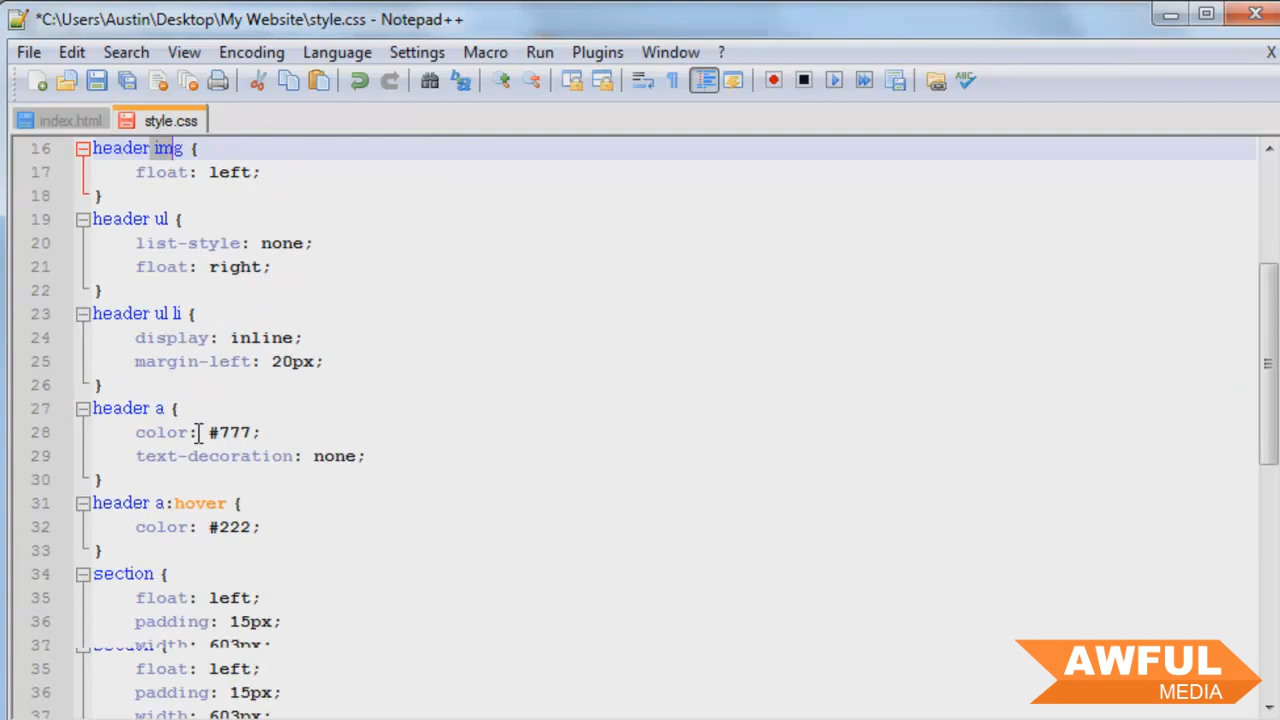 *C:\Users\Austin\Desktop\My Website\style.css - Notepad++
File Edit Search View Encoding Language Settings Macro Run Plugins Window ? X
index.html style.css
16 header img {
17 float: left;
18 }
19 header ul {
20 list-style: none;
21 float: right;
22 }
23 header ul li {
24 display: inline;
25 margin-left: 20px;
26 }
27 header a {
28 color: #777;
29 text-decoration: none;
30 }
31 header a:hover {
32 color: #222;
33 }
34 section {
35 float: left;
36 padding: 15px;
37 width: 603px;
35 float: left;
36 padding: 15px;
37 width: 603px;
AWFUL
MEDIA